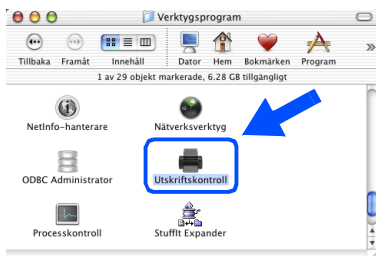 Verktygsprogram
Tillbaka Framåt Innehåll Dator Hem Bokmärken Program
1 av 29 objekt markerade, 6.28 GB tillgängligt
NetInfo-hanterare Nätverksverktyg
ODBC Administrator Utskriftskontroll
Processkontroll StuffIt Expander